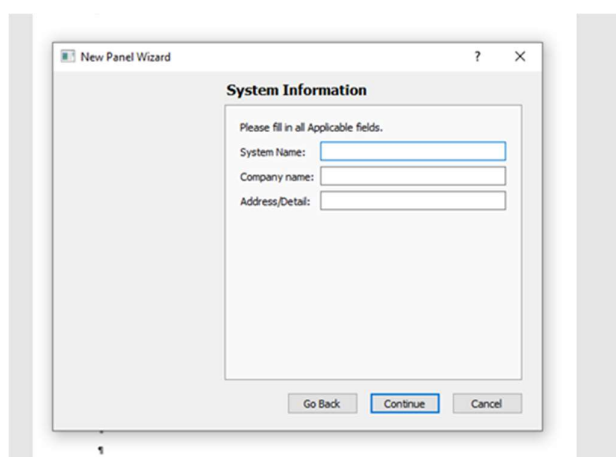 New Panel Wizard ? ×
System Information
Please fill in all Applicable fields.
System Name:
Company name:
Address/Detail:
Go Back Continue Cancel
¶